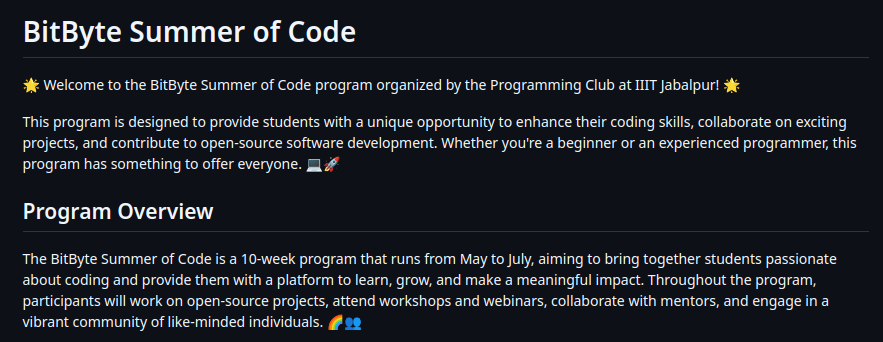 BitByte Summer of Code
🌟 Welcome to the BitByte Summer of Code program organized by the Programming Club at IIIT Jabalpur! 🌟
This program is designed to provide students with a unique opportunity to enhance their coding skills, collaborate on exciting
projects, and contribute to open-source software development. Whether you're a beginner or an experienced programmer, this
program has something to offer everyone. 💻🚀
Program Overview
The BitByte Summer of Code is a 10-week program that runs from May to July, aiming to bring together students passionate
about coding and provide them with a platform to learn, grow, and make a meaningful impact. Throughout the program,
participants will work on open-source projects, attend workshops and webinars, collaborate with mentors, and engage in a
vibrant community of like-minded individuals. 🌈👥